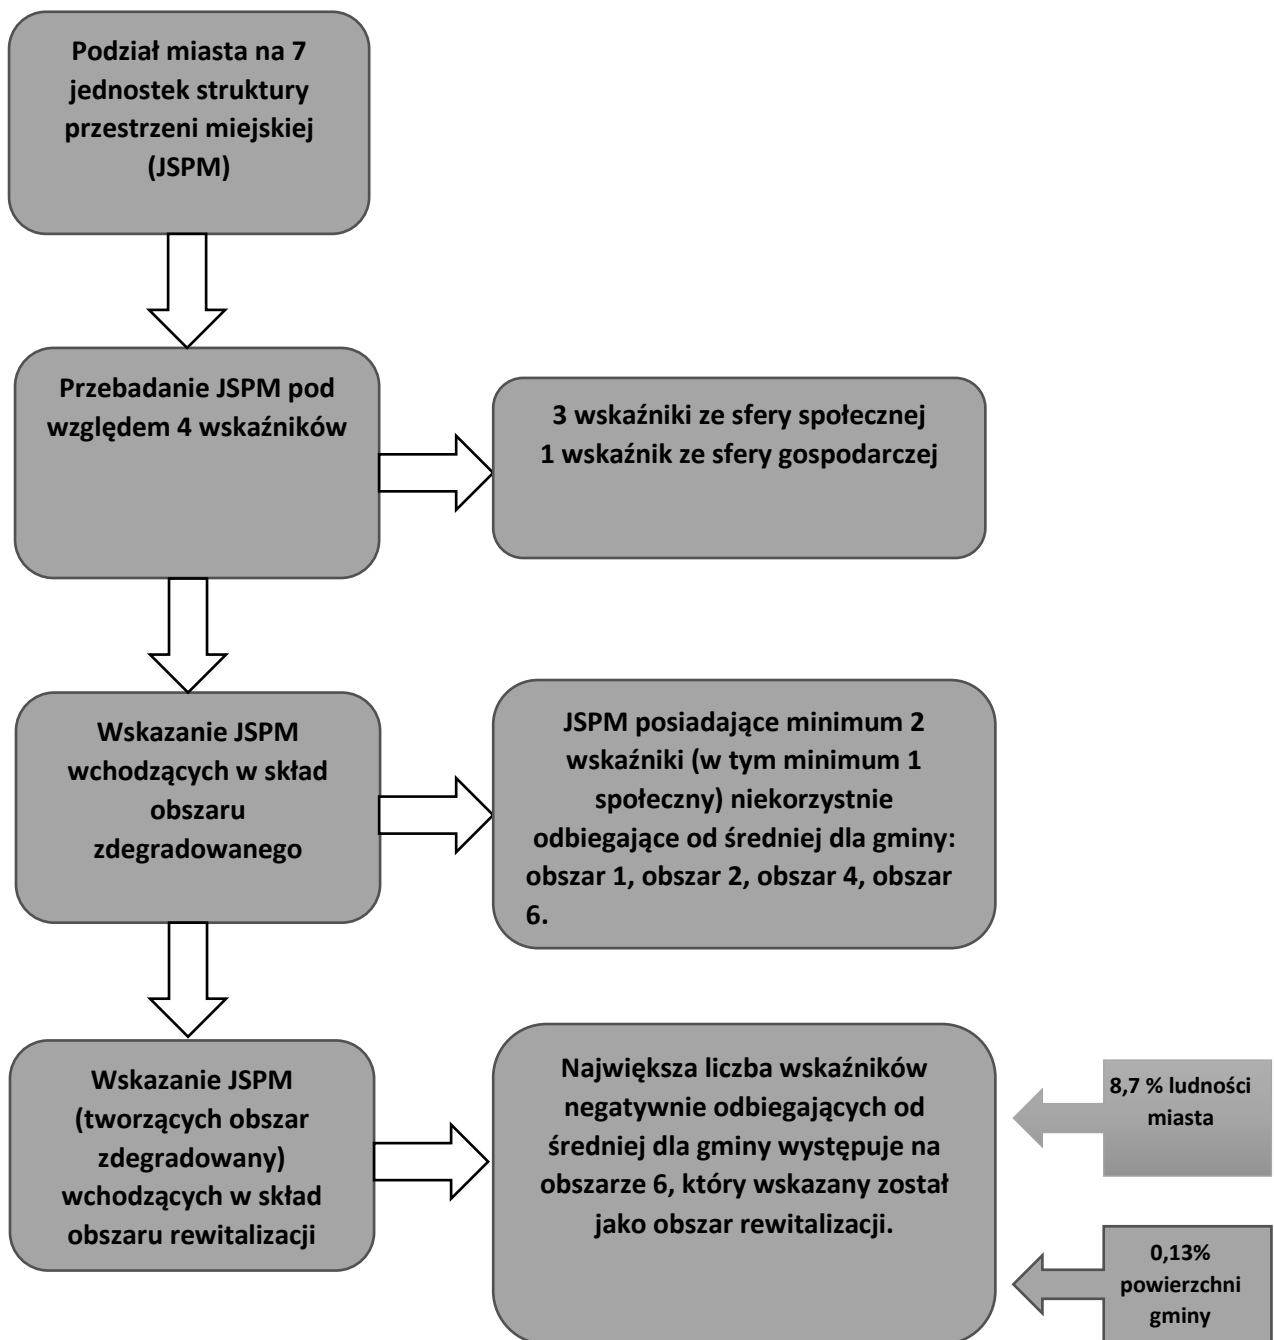 Podział miasta na 7
jednostek struktury
przestrzeni miejskiej
(JSPM)
Przebadanie JSPM pod
względem 4 wskaźników
3 wskaźniki ze sfery społecznej
1 wskaźnik ze sfery gospodarczej
Wskazanie JSPM
wchodzących w skład
obszaru
zdegradowanego
JSPM posiadające minimum 2
wskaźniki (w tym minimum 1
społeczny) niekorzystnie
odbiegające od średniej dla gminy:
obszar 1, obszar 2, obszar 4, obszar
6.
Wskazanie JSPM
(tworzących obszar
zdegradowany)
wchodzących w skład
obszaru rewitalizacji
Największa liczba wskaźników
negatywnie odbiegających od
średniej dla gminy występuje na
obszarze 6, który wskazany został
jako obszar rewitalizacji.
8,7 % ludności
miasta
0,13%
powierzchni
gminy